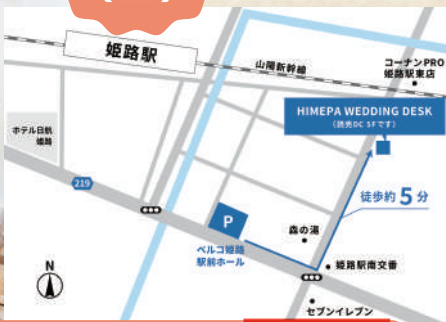 姫路駅
山陽新幹線
コーナンPRO
姫路駅東店
HIMEPA WEDDING DESK
(読売DC 5Fです)
ホテル日航
姫路
219
徒歩約5分
P
森の湯
ベルコ姫路
駅前ホール
姫路駅南交番
N
セブンイレブン